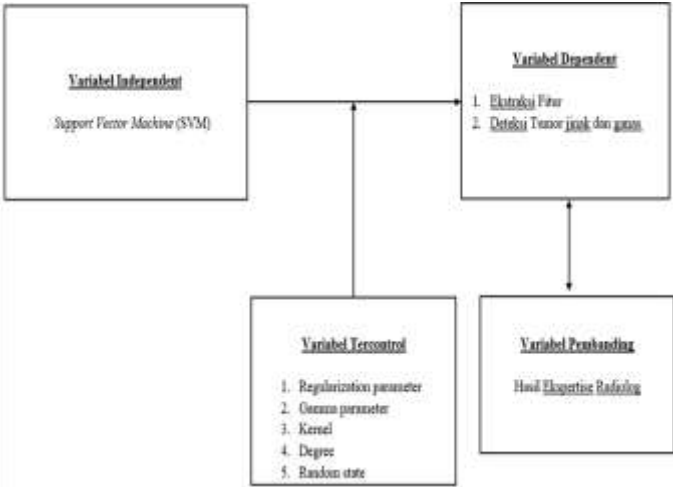 Variabel Independent
Support Vector Machine (SVM)
Variabel Dependent
1. Ekstraksi Fitur
2. Deteksi Tumor jinak dan ganas
Variabel Tercontrol
1. Regularization parameter
2. Gamma parameter
3. Kernel
4. Degree
5. Random state
Variabel Pembanding
Hasil Ekspertise Radiolog